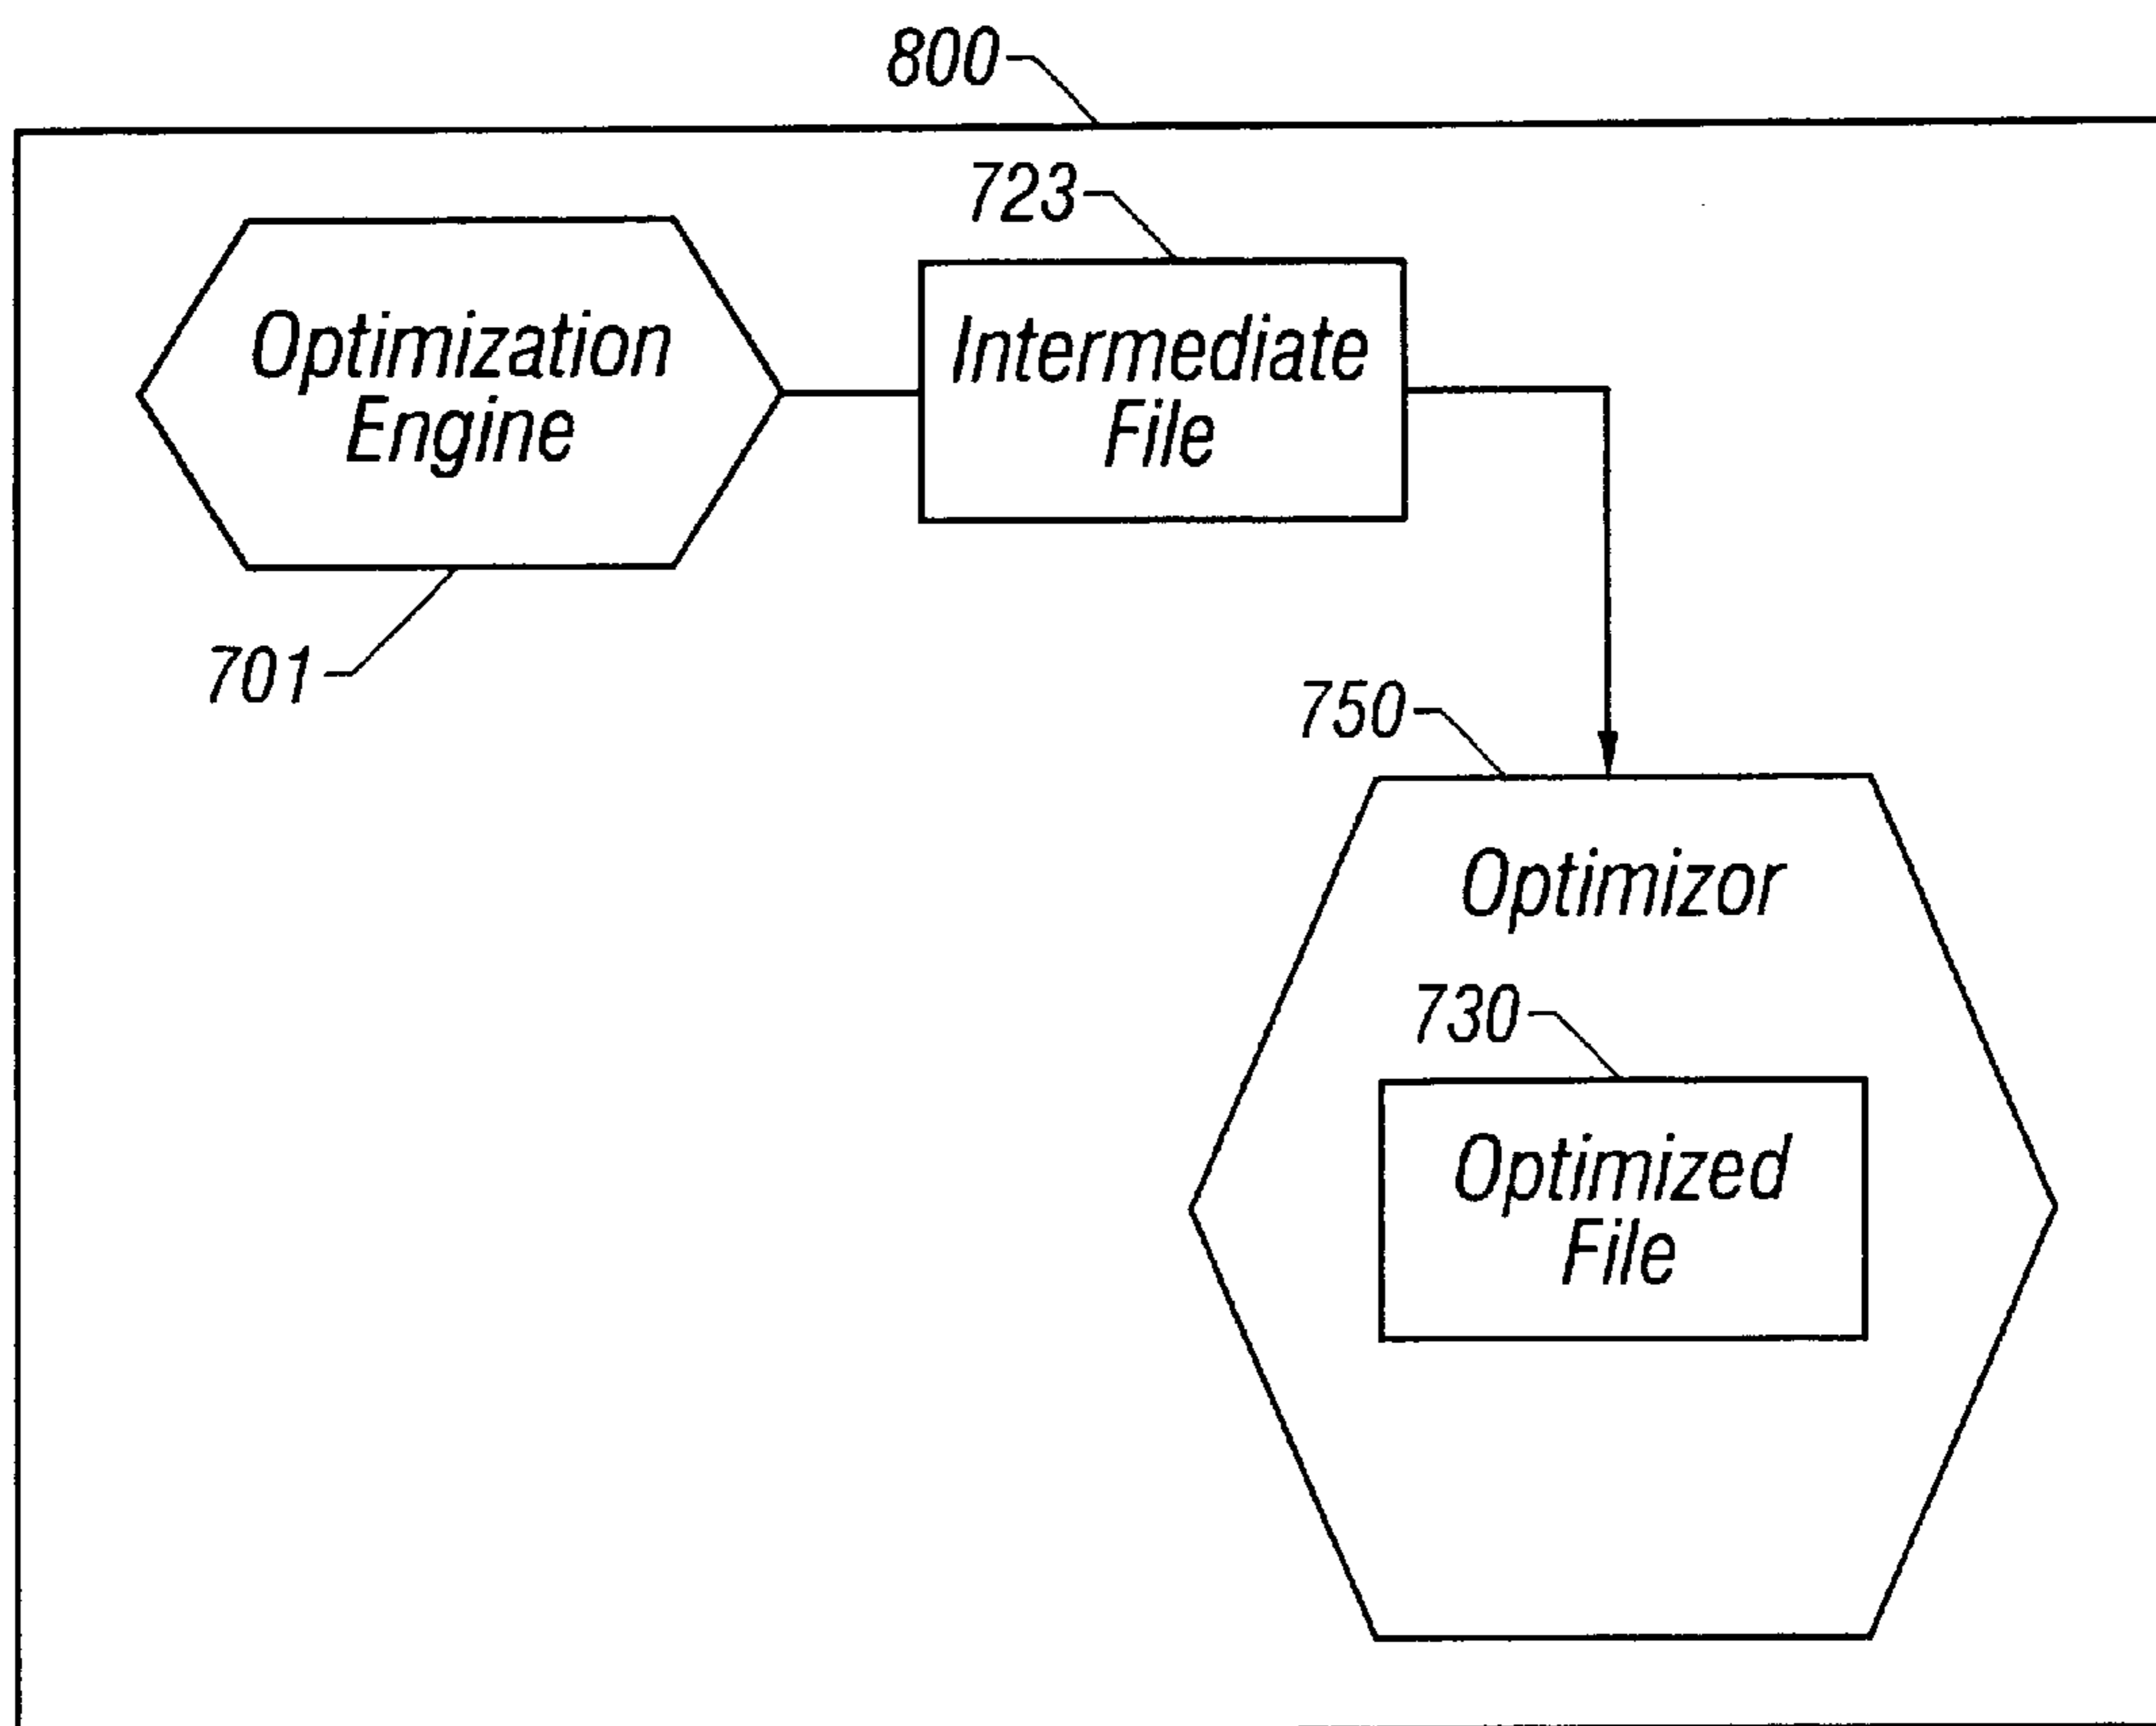 800
723
Optimization
Engine
Intermediate
File
701
750
Optimizor
730
Optimized
File